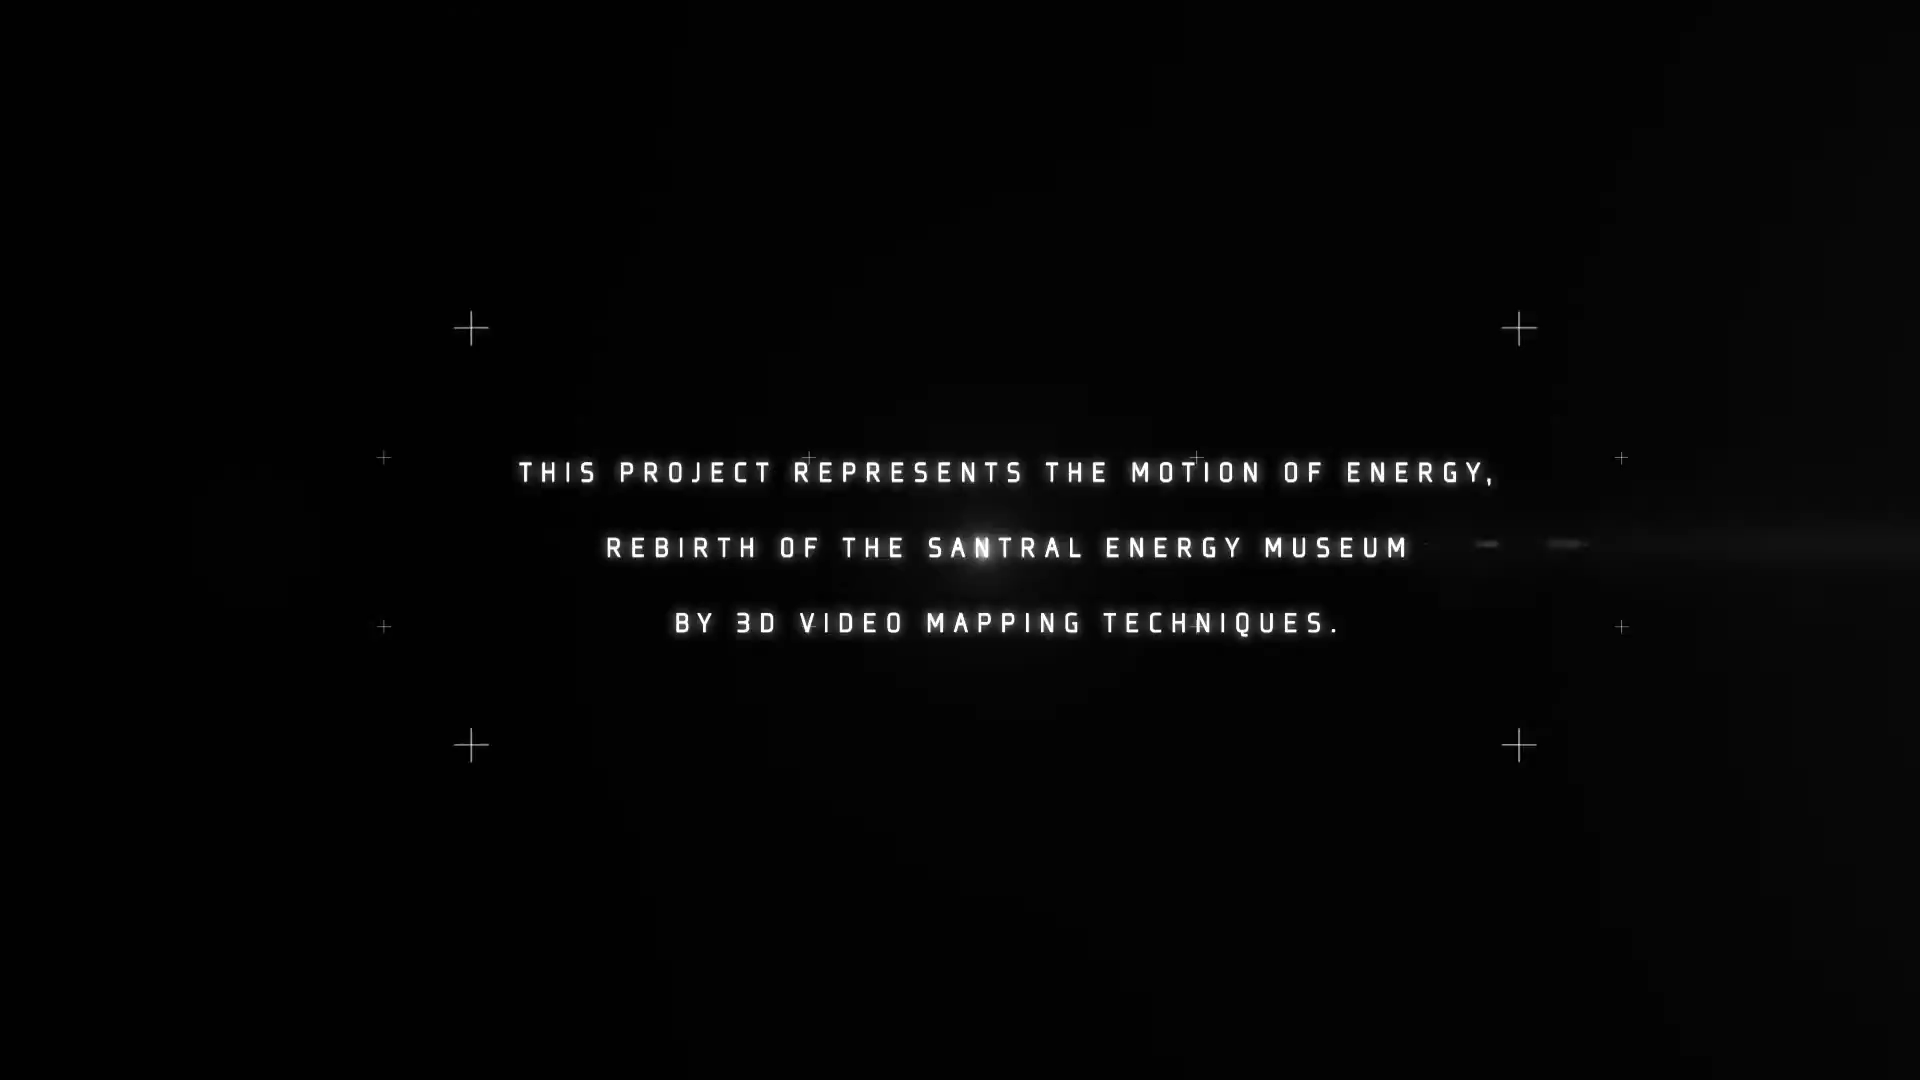 THIS PROJECT REPRESENTS THE MOTION OF ENERGY,
REBIRTH OF THE SANTRAL ENERGY MUSEUM
BY 3D VIDEO MAPPING TECHNIQUES.